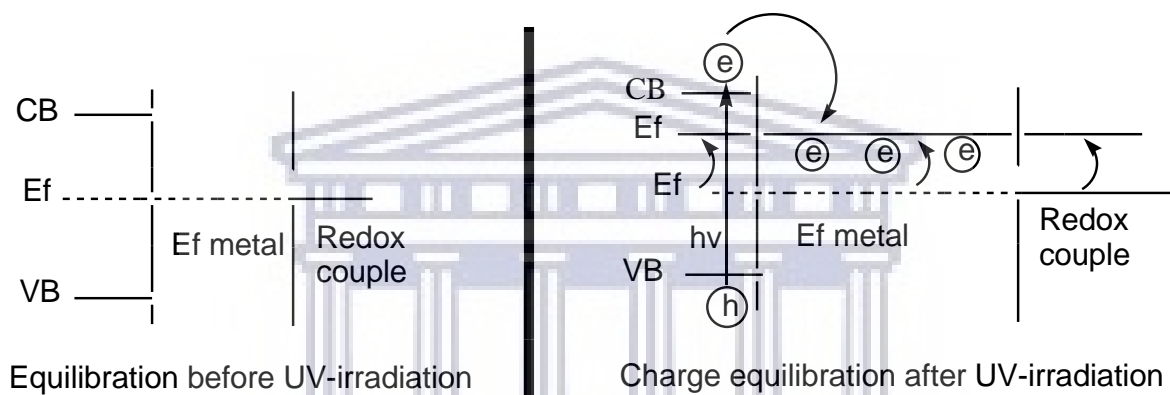 CB
Ef
VB
Ef metal
Redox
couple
Equilibration before UV-irradiation
e
CB
Ef
e
e
e
Ef
hv
Ef metal
VB
h
Redox
couple
Charge equilibration after UV-irradiation